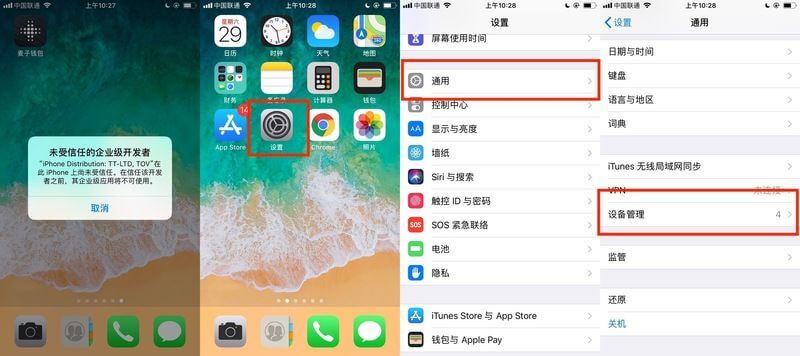 中国联通
上午10:27
麦子钱包
未受信任的企业级开发者
“iPhone Distribution: TT-LTD, TOV”在
此 iPhone 上尚未受信任。在信任该开发
者之前，其企业级应用将不可使用。
取消
中国联通
上午10:28
星期六
29
日历
时钟
天气
地图
财务
备忘录
计算器
钱包
14
App Store
设置
Chrome
照片
中国联通
上午10:28
设置
屏幕使用时间
通用
控制中心
AA
显示与亮度
墙纸
Siri 与搜索
触控 ID 与密码
SOS
SOS 紧急联络
电池
隐私
iTunes Store 与 App Store
钱包与 Apple Pay
中国联通
上午10:28
设置
通用
日期与时间
键盘
语言与地区
词典
iTunes 无线局域网同步
VPN
未连接
设备管理
4
监管
还原
关机